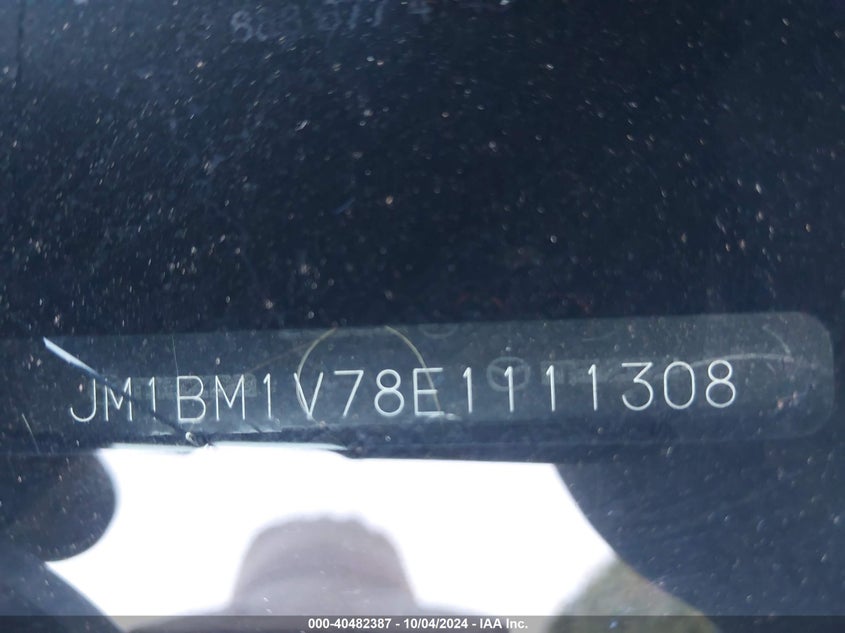 JM1BM1V78E1111308
000-40482387 - 10/04/2024 - IAA Inc.